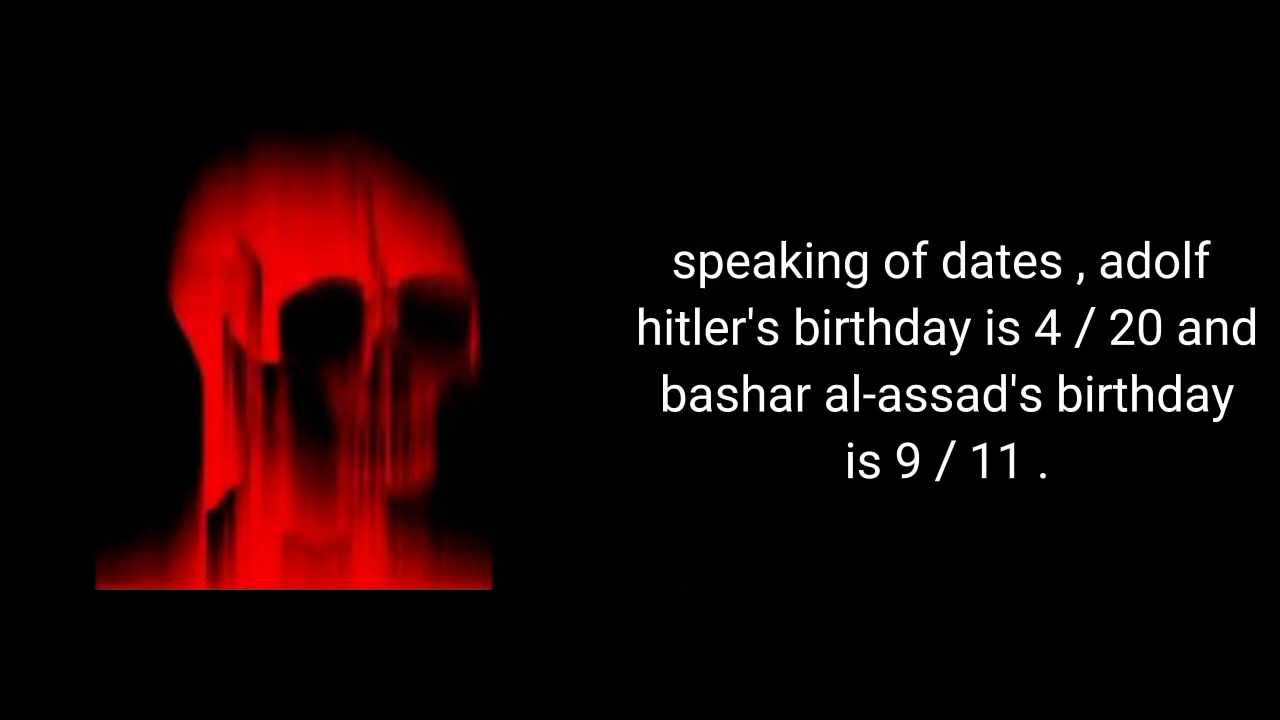 speaking of dates , adolf
hitler's birthday is 4 / 20 and
bashar al-assad's birthday
is 9 / 11 .